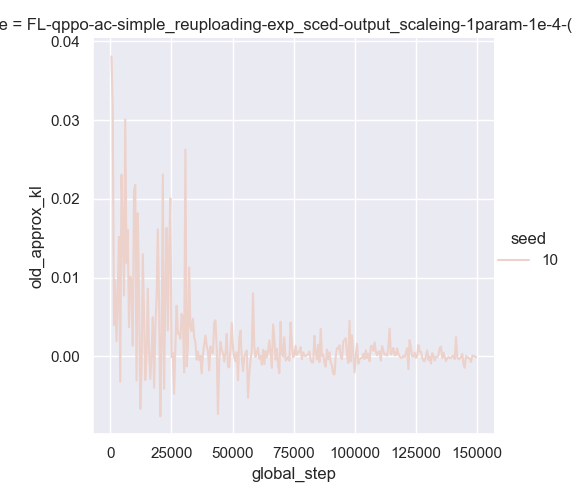 e = FL-qppo-ac-simple_reuploading-exp_sced-output_scaleing-1param-1e-4-(
0.04
0.03
0.02
0.01
0.00
old_approx_kl
0 25000 50000 75000 100000 125000 150000
global_step
seed
10